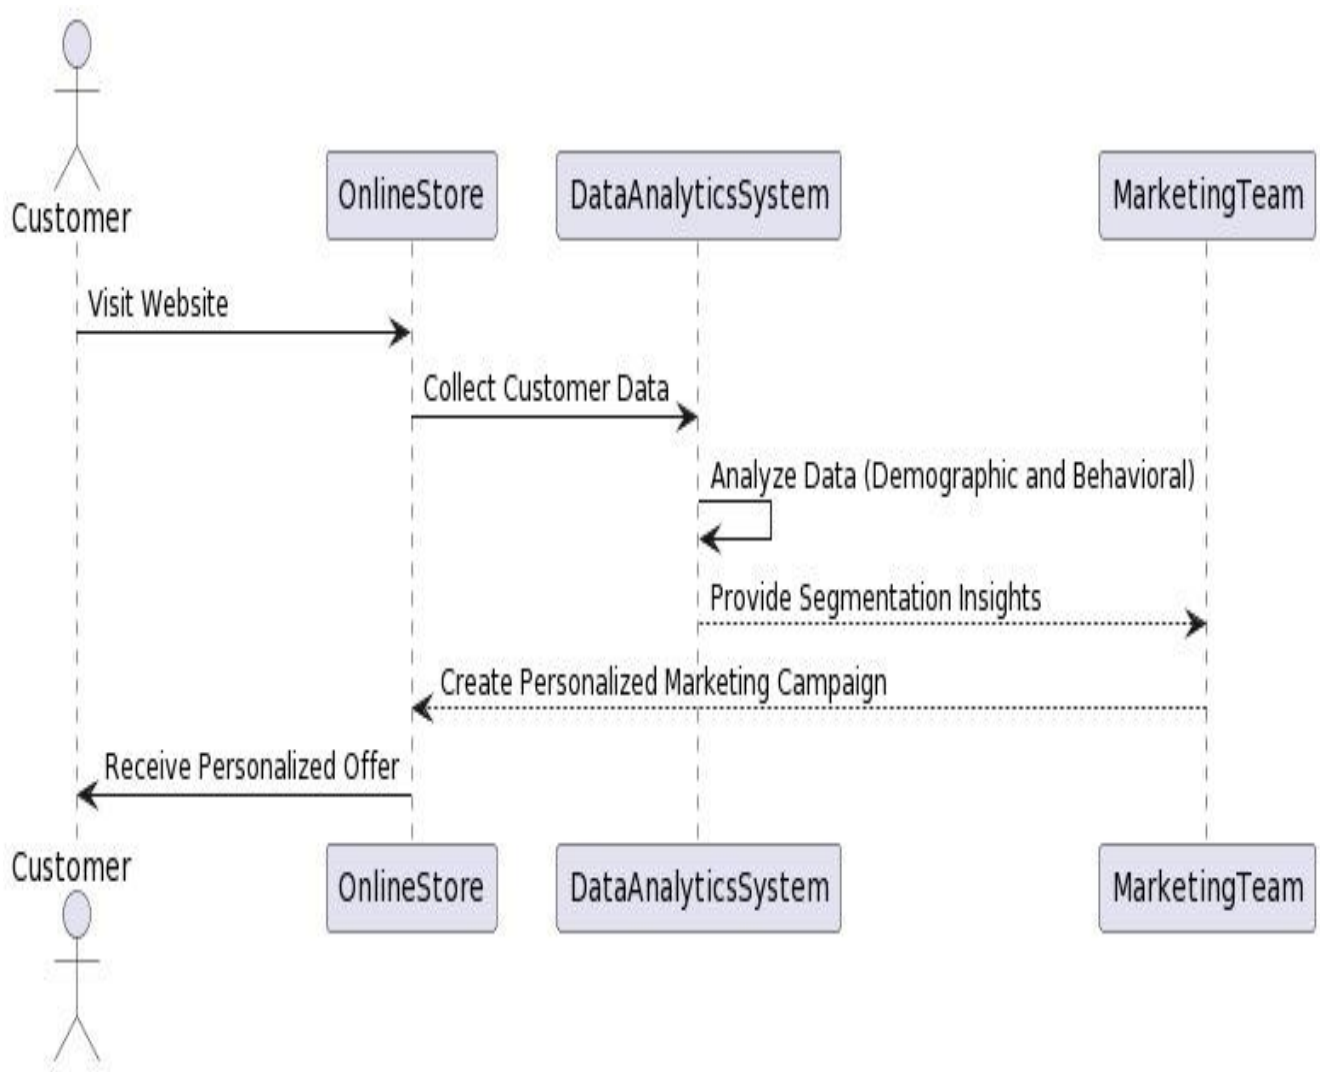 Customer
OnlineStore
DataAnalyticsSystem
MarketingTeam
Visit Website
Collect Customer Data
Analyze Data (Demographic and Behavioral)
Provide Segmentation Insights
Create Personalized Marketing Campaign
Receive Personalized Offer
Customer
OnlineStore
DataAnalyticsSystem
MarketingTeam